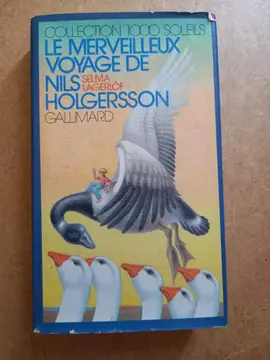 COLLECTION 1000 SOLEILS
LE MERVEILLEUX
VOYAGE DE
NILS SELMA LAGERLÖF
HOLGERSSON
GALLIMARD